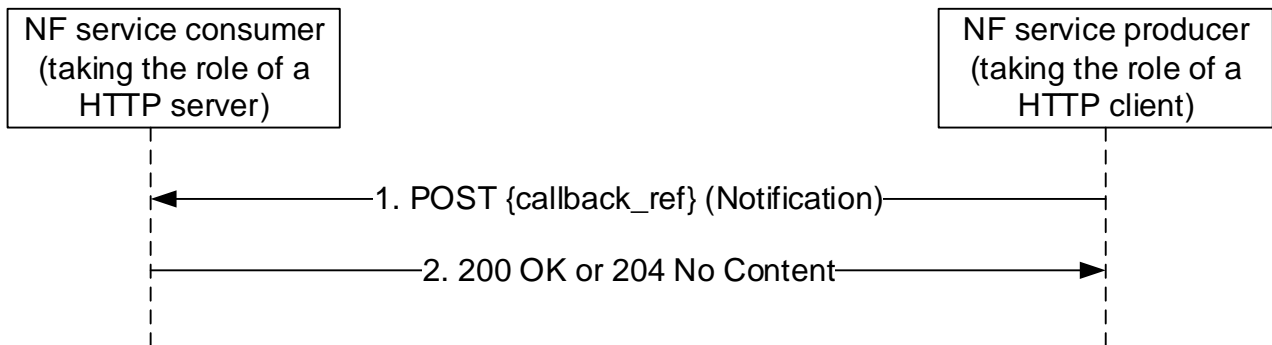 NF service consumer
(taking the role of a
HTTP server)
NF service producer
(taking the role of a
HTTP client)
1. POST {callback_ref} (Notification)
2. 200 OK or 204 No Content